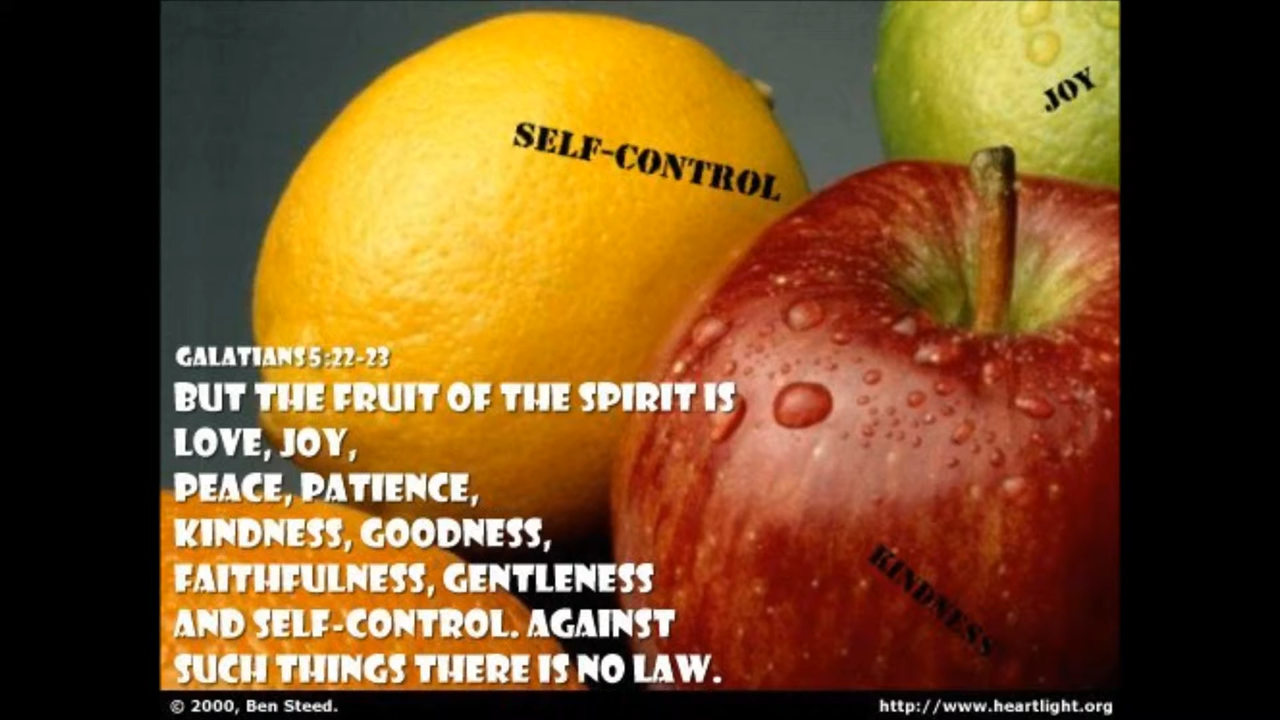 SELF-CONTROL
JOY
KINDNESS
GALATIANS 5:22-23
BUT THE FRUIT OF THE SPIRIT IS
LOVE, JOY,
PEACE, PATIENCE,
KINDNESS, GOODNESS,
FAITHFULNESS, GENTLENESS
AND SELF-CONTROL. AGAINST
SUCH THINGS THERE IS NO LAW.
© 2000, Ben Steed.
http://www.heartlight.org